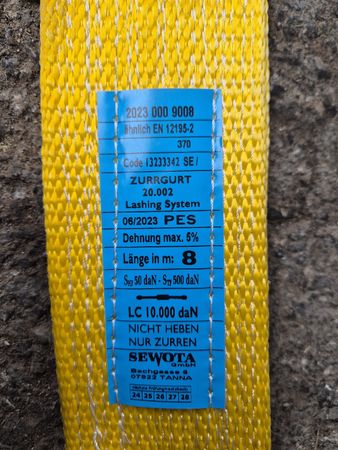 2023 000 9008
ähnlich EN 12195-2
370
Code 13233342 SE /
ZURRGURT
20.002
Lashing System
06/2023 PES
Dehnung max. 5%
Länge in m: 8
SHF 50 daN - STF 500 daN
LC 10.000 daN
NICHT HEBEN
NUR ZURREN
SEWOTA
GmbH
Bachgasse 8
07922 TANNA
24 25 26 27 28